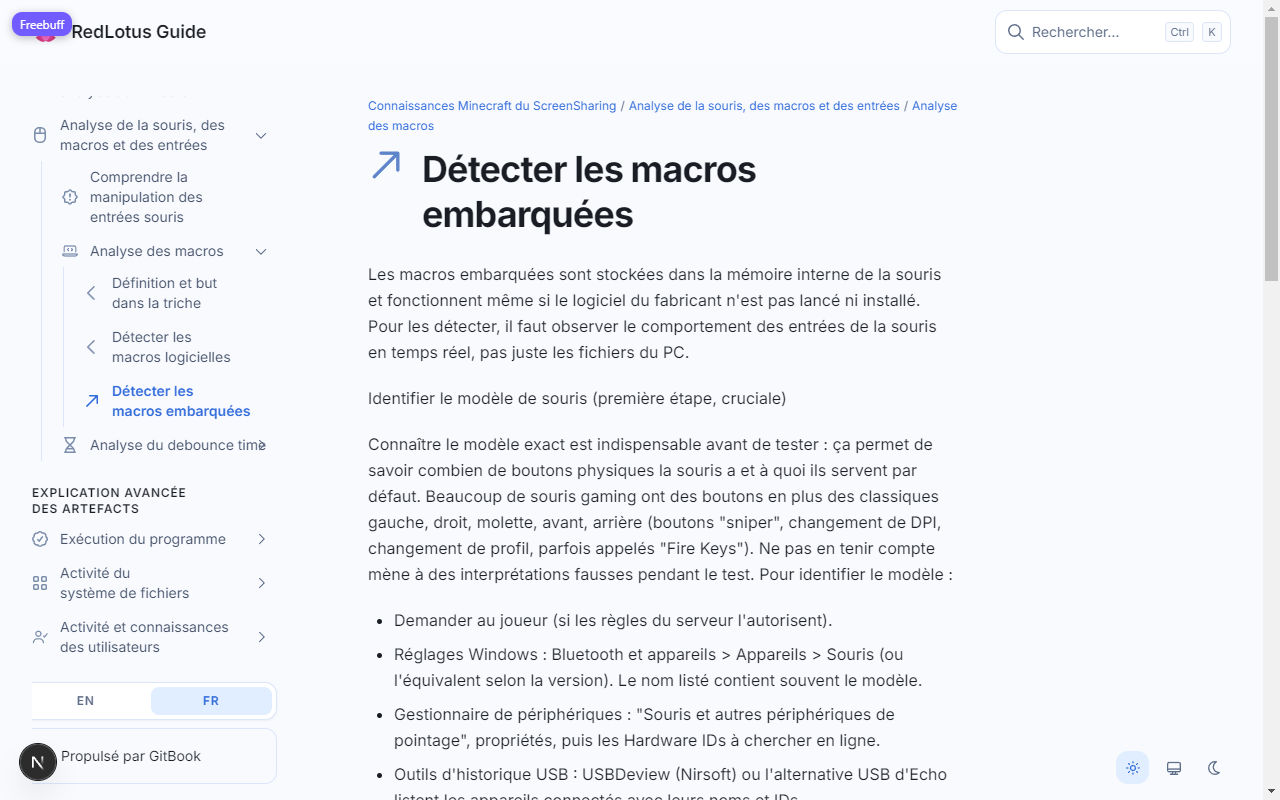 Freebuff
RedLotus Guide
Rechercher...
Ctrl
K
Analyse de la souris, des
macros et des entrées
Comprendre la
manipulation des
entrées souris
Analyse des macros
Définition et but
dans la triche
Détecter les
macros logicielles
Détecter les
macros embarquées
Analyse du debounce time
EXPLICATION AVANCÉE
DES ARTEFACTS
Exécution du programme
Activité du
système de fichiers
Activité et connaissances
des utilisateurs
EN
FR
N
Propulsé par GitBook
Connaissances Minecraft du ScreenSharing / Analyse de la souris, des macros et des entrées / Analyse
des macros
Détecter les macros
embarquées
Les macros embarquées sont stockées dans la mémoire interne de la souris
et fonctionnent même si le logiciel du fabricant n'est pas lancé ni installé.
Pour les détecter, il faut observer le comportement des entrées de la souris
en temps réel, pas juste les fichiers du PC.
Identifier le modèle de souris (première étape, cruciale)
Connaître le modèle exact est indispensable avant de tester : ça permet de
savoir combien de boutons physiques la souris a et à quoi ils servent par
défaut. Beaucoup de souris gaming ont des boutons en plus des classiques
gauche, droit, molette, avant, arrière (boutons "sniper", changement de DPI,
changement de profil, parfois appelés "Fire Keys"). Ne pas en tenir compte
mène à des interprétations fausses pendant le test. Pour identifier le modèle :
• Demander au joueur (si les règles du serveur l'autorisent).
• Réglages Windows : Bluetooth et appareils > Appareils > Souris (ou
l'équivalent selon la version). Le nom listé contient souvent le modèle.
• Gestionnaire de périphériques : "Souris et autres périphériques de
pointage", propriétés, puis les Hardware IDs à chercher en ligne.
• Outils d'historique USB : USBDeview (Nirsoft) ou l'alternative USB d'Echo
listent les appareils connectés avec leurs noms et IDs